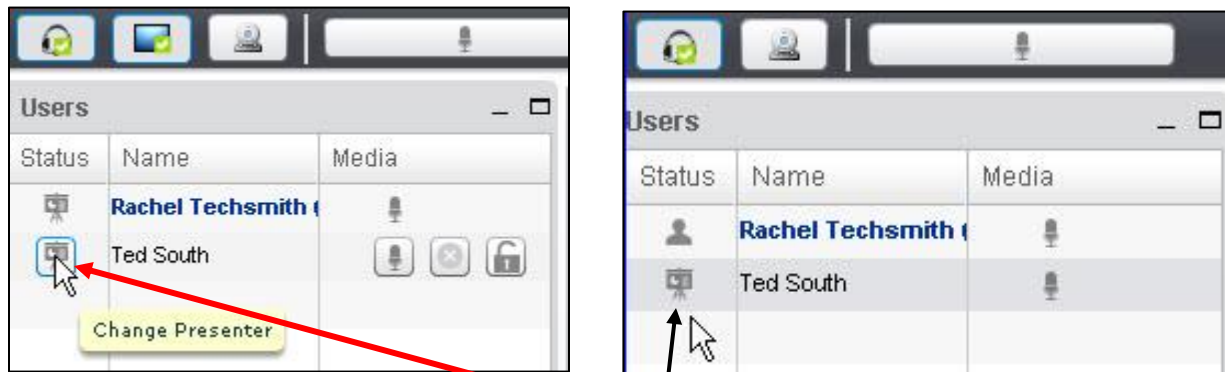 Users
Status Name Media
Rachel Techsmith (
Ted South
Change Presenter
Users
Status Name Media
Rachel Techsmith (
Ted South